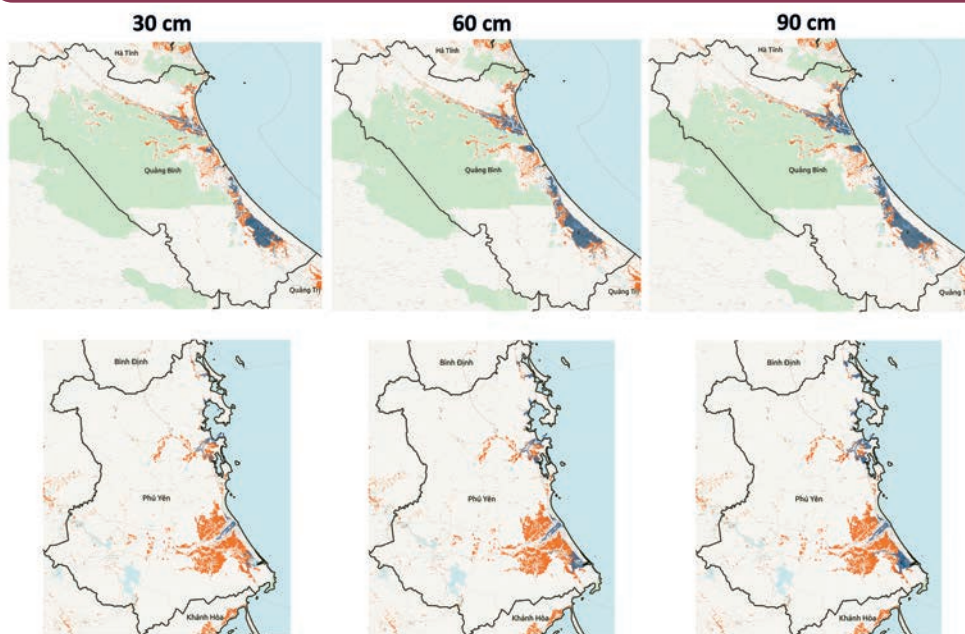 30 cm
60 cm
90 cm
Hà Tĩnh
Hà Tĩnh
Hà Tĩnh
Quảng Bình
Quảng Bình
Quảng Bình
Quảng Trị
Quảng Trị
Quảng T
Bình Định
Bình Định
Bình Định
Phú Yên
Phú Yên
Phú Yên
Khánh Hòa
Khánh Hòa
Khánh Hòa